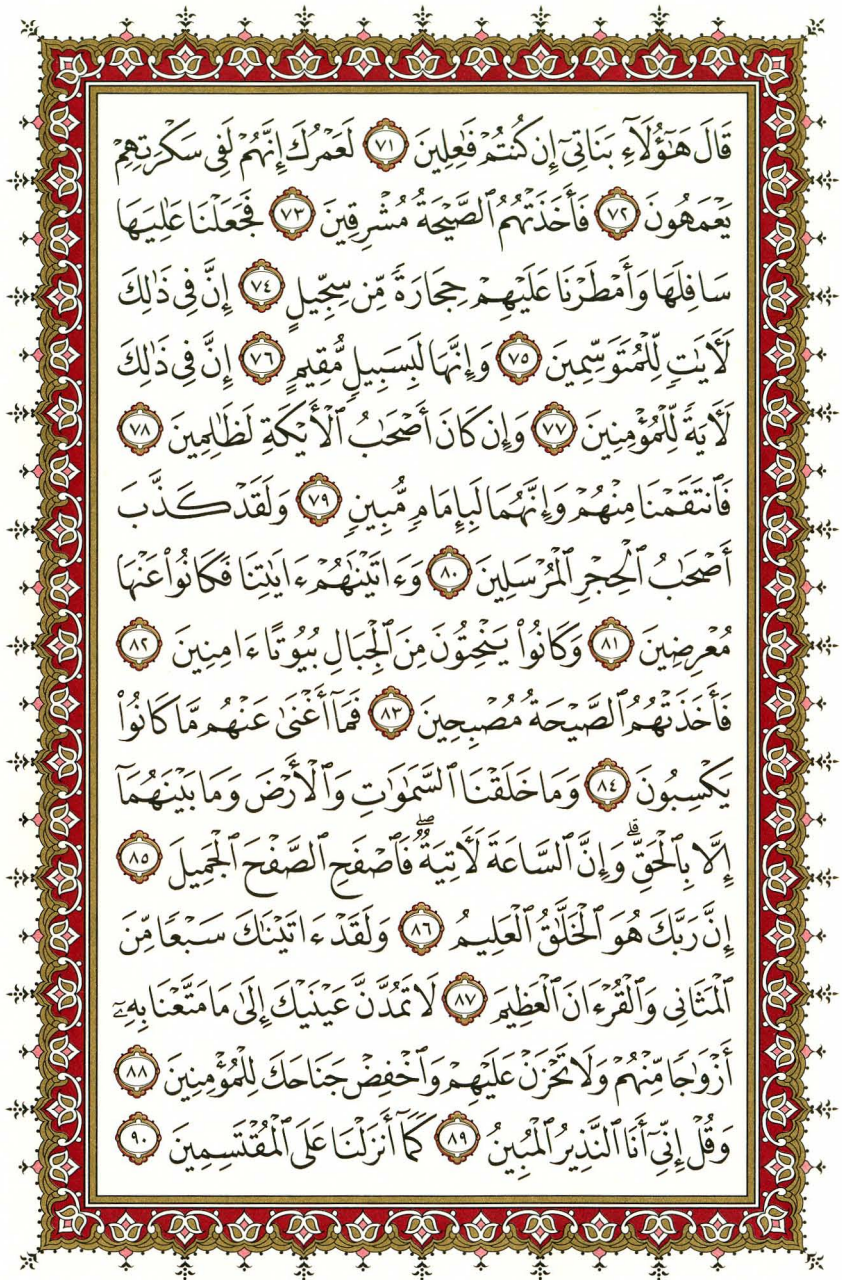 قَالَ هَٰٓؤُلَآءِ بَنَاتِىٓ إِن كُنتُمْ فَٰعِلِينَ ٧١ لَعَمْرُكَ إِنَّهُمْ لَفِى سَكْرَتِهِمْ
يَعْمَهُونَ ٧٢ فَأَخَذَتْهُمُ ٱلصَّيْحَةُ مُشْرِقِينَ ٧٣ فَجَعَلْنَا عَٰلِيَهَا
سَافِلَهَا وَأَمْطَرْنَا عَلَيْهِمْ حِجَارَةً مِّن سِجِّيلٍ ٧٤ إِنَّ فِى ذَٰلِكَ
لَءَايَٰتٍ لِّلْمُتَوَسِّمِينَ ٧٥ وَإِنَّهَا لَبِسَبِيلٍ مُّقِيمٍ ٧٦ إِنَّ فِى ذَٰلِكَ
لَءَايَةً لِّلْمُؤْمِنِينَ ٧٧ وَإِن كَانَ أَصْحَٰبُ ٱلْأَيْكَةِ لَظَٰلِمِينَ ٧٨
فَٱنتَقَمْنَا مِنْهُمْ وَإِنَّهُمَا لَبِإِمَامٍ مُّبِينٍ ٧٩ وَلَقَدْ كَذَّبَ
أَصْحَٰبُ ٱلْحِجْرِ ٱلْمُرْسَلِينَ ٨٠ وَءَاتَيْنَٰهُمْ ءَايَٰتِنَا فَكَانُوا۟ عَنْهَا
مُعْرِضِينَ ٨١ وَكَانُوا۟ يَنْحِتُونَ مِنَ ٱلْجِبَالِ بُيُوتًا ءَامِنِينَ ٨٢
فَأَخَذَتْهُمُ ٱلصَّيْحَةُ مُصْبِحِينَ ٨٣ فَمَآ أَغْنَىٰ عَنْهُم مَّا كَانُوا۟
يَكْسِبُونَ ٨٤ وَمَا خَلَقْنَا ٱلسَّمَٰوَٰتِ وَٱلْأَرْضَ وَمَا بَيْنَهُمَآ
إِلَّا بِٱلْحَقِّ ۗ وَإِنَّ ٱلسَّاعَةَ لَءَاتِيَةٌ ۖ فَٱصْفَحِ ٱلصَّفْحَ ٱلْجَمِيلَ ٨٥
إِنَّ رَبَّكَ هُوَ ٱلْخَلَّٰقُ ٱلْعَلِيمُ ٨٦ وَلَقَدْ ءَاتَيْنَٰكَ سَبْعًا مِّنَ
ٱلْمَثَانِى وَٱلْقُرْءَانَ ٱلْعَظِيمَ ٨٧ لَا تَمُدَّنَّ عَيْنَيْكَ إِلَىٰ مَا مَتَّعْنَا بِهِۦٓ
أَزْوَٰجًا مِّنْهُمْ وَلَا تَحْزَنْ عَلَيْهِمْ وَٱخْفِضْ جَنَاحَكَ لِلْمُؤْمِنِينَ ٨٨
وَقُلْ إِنِّىٓ أَنَا ٱلنَّذِيرُ ٱلْمُبِينُ ٨٩ كَمَآ أَنزَلْنَا عَلَى ٱلْمُقْتَسِمِينَ ٩٠